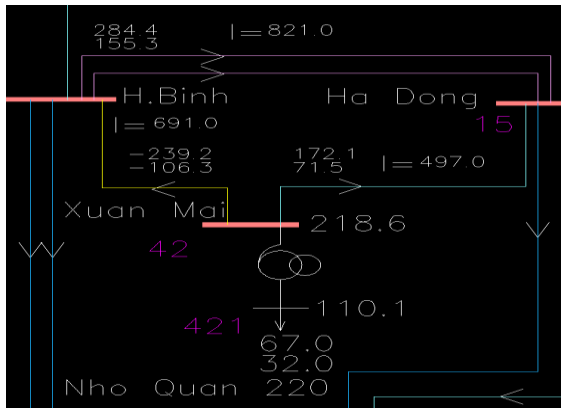 284.4 |= 821.0
155.3
H.Binh Ha Dong
15
|= 691.0
-239.2 172.1 |= 497.0
-106.3 71.5
Xuan Mai 218.6
42
110.1
421
67.0
32.0
Nho Quan 220